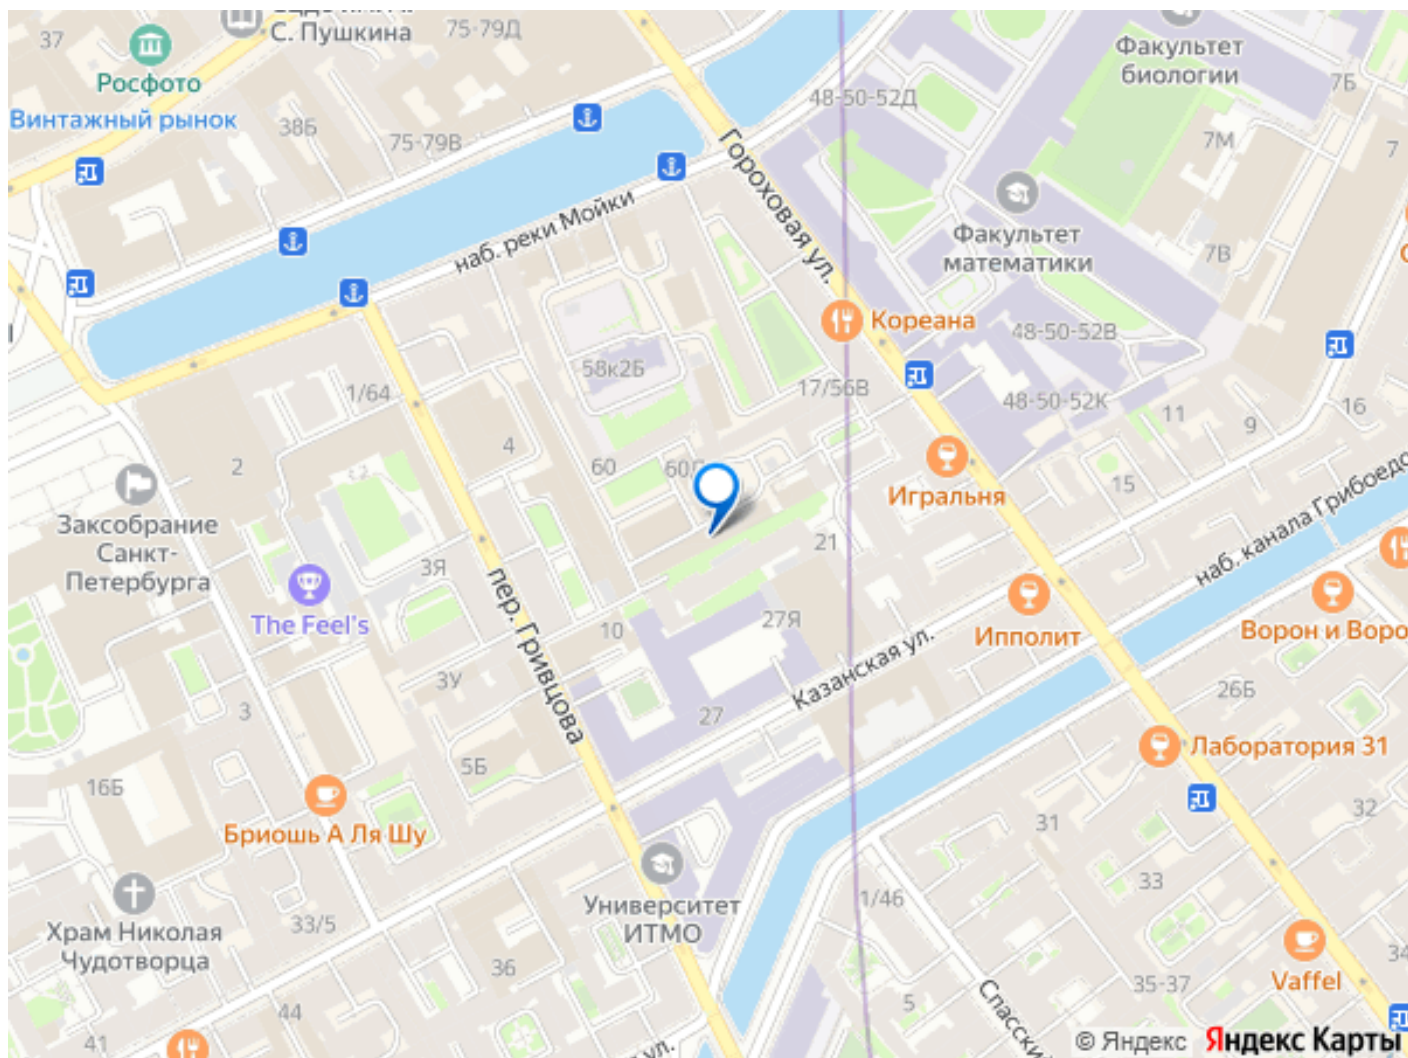 С. Пушкина
75-79Д
37
Росфото
Винтажный рынок
38Б
75-79В
48-50-52Д
Факультет
биологии
7Б
7М
7
Гороховая ул.
наб. реки Мойки
Факультет
математики
7В
Кореана
48-50-52В
58к2Б
17/56В
48-50-52К
1/64
11
16
9
4
2
60
Игральня
15
Заксобрание
Санкт-
Петербурга
3Я
21
наб. канала Грибоедо
The Feel's
пер. Гривцова
10
27Я
Ипполит
Ворон и Воро
Казанская ул.
3У
26Б
3
27
Лаборатория 31
5Б
16Б
Бриошь А Ля Шу
31
32
Университет
ИТМО
33
1/46
Храм Николая
Чудотворца
33/5
36
34
Vaffel
35-37
Спасский
5
44
41
ул.
© Яндекс Яндекс Карты